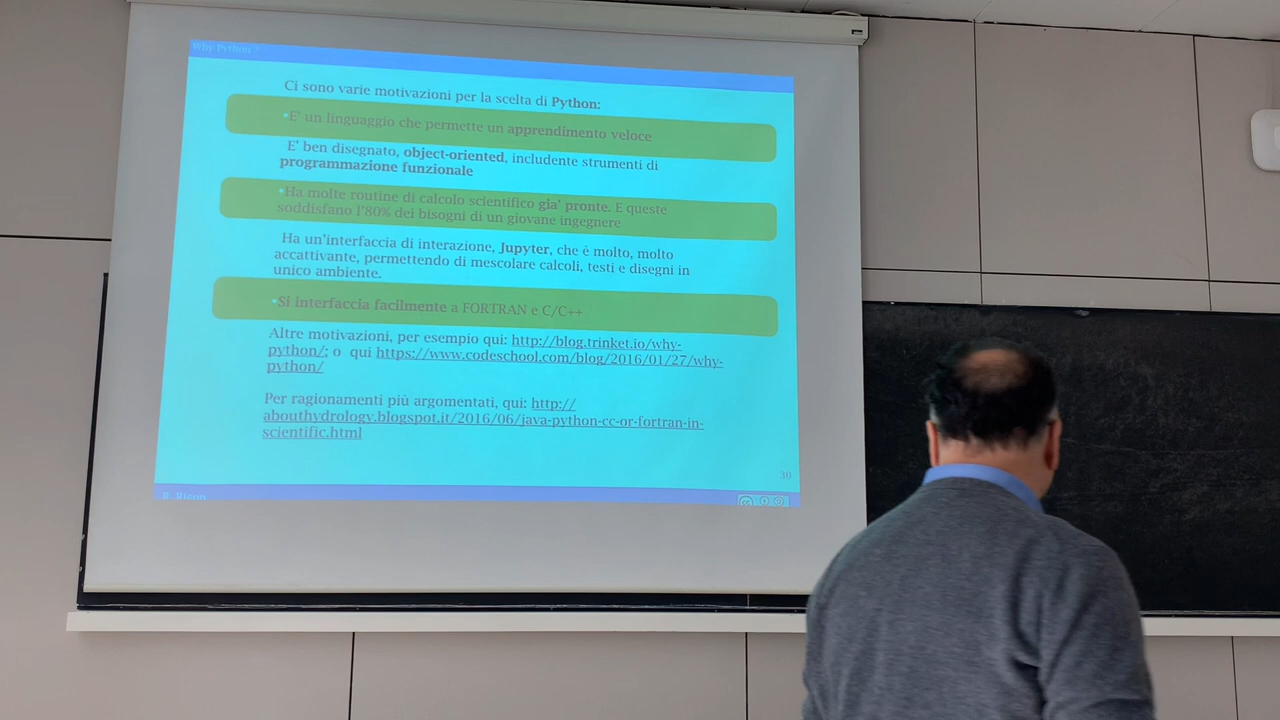 Why Python ?
Ci sono varie motivazioni per la scelta di Python:
•E' un linguaggio che permette un apprendimento veloce
E' ben disegnato, object-oriented, includente strumenti di
programmazione funzionale
•Ha molte routine di calcolo scientifico gia' pronte. E queste
soddisfano l'80% dei bisogni di un giovane ingegnere
Ha un'interfaccia di interazione, Jupyter, che è molto, molto
accattivante, permettendo di mescolare calcoli, testi e disegni in
unico ambiente.
•Si interfaccia facilmente a FORTRAN e C/C++
Altre motivazioni, per esempio qui: http://blog.trinket.io/why-
python/; o qui https://www.codeschool.com/blog/2016/01/27/why-
python/
Per ragionamenti più argomentati, qui: http://
abouthydrology.blogspot.it/2016/06/java-python-cc-or-fortran-in-
scientific.html
30